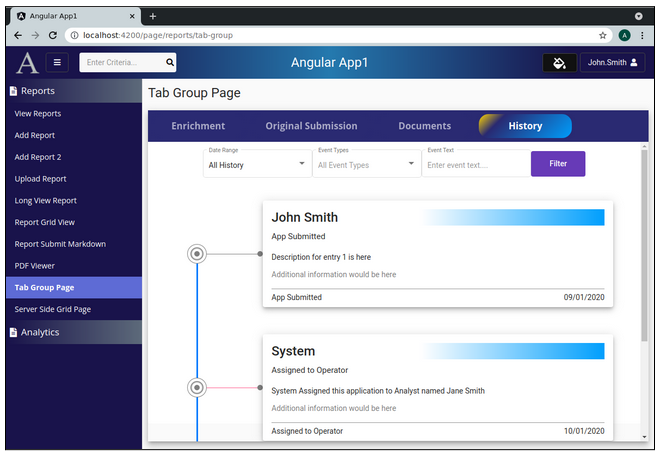 Angular App1
localhost:4200/page/reports/tab-group
A
A
Enter Criteria...
Angular App1
John.Smith
Reports
View Reports
Add Report
Add Report 2
Upload Report
Long View Report
Report Grid View
Report Submit Markdown
PDF Viewer
Tab Group Page
Server Side Grid Page
Analytics
Tab Group Page
Enrichment Original Submission Documents History
Date Range Event Types Event Text
All History All Event Types Enter event text.... Filter
John Smith
App Submitted
Description for entry 1 is here
Additional information would be here
App Submitted 09/01/2020
System
Assigned to Operator
System Assigned this application to Analyst named Jane Smith
Additional information would be here
Assigned to Operator 10/01/2020